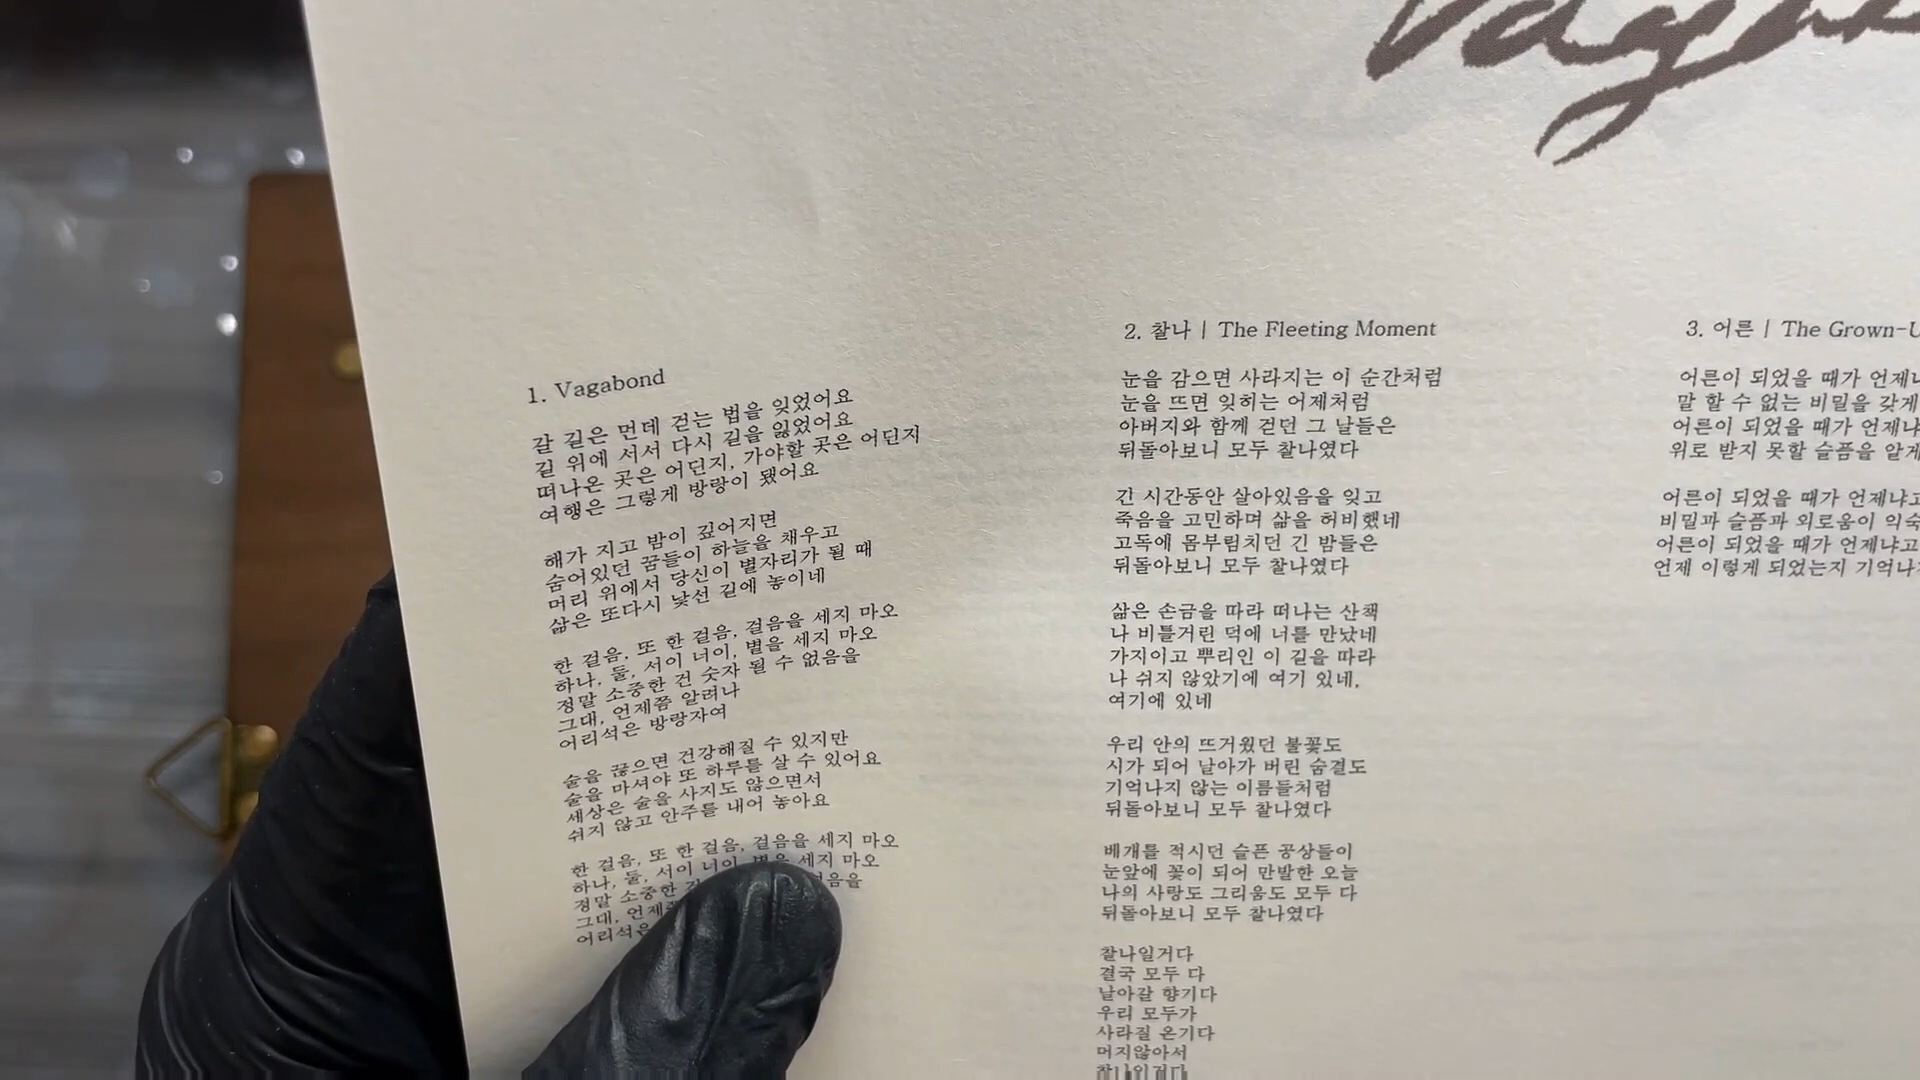 1. Vagabond
갈 길은 먼데 걷는 법을 잊었어요
길 위에 서서 다시 길을 잃었어요
떠나온 곳은 어딘지, 가야할 곳은 어딘지
여행은 그렇게 방랑이 됐어요
해가 지고 밤이 깊어지면
숨어있던 꿈들이 하늘을 채우고
머리 위에서 당신이 별자리가 될 때
삶은 또다시 낯선 길에 놓이네
한 걸음, 또 한 걸음, 걸음을 세지 마오
하나, 둘, 서이 너이, 별을 세지 마오
정말 소중한 건 숫자 될 수 없음을
그대, 언제쯤 알려나
어리석은 방랑자여
술을 끊으면 건강해질 수 있지만
술을 마셔야 또 하루를 살 수 있어요
세상은 술을 사지도 않으면서
쉬지 않고 안주를 내어 놓아요
한 걸음, 또 한 걸음, 걸음을 세지 마오
하나, 둘, 서이 너이, 별을 세지 마오
정말 소중한
그대,
어리석은
2. 찰나 | The Fleeting Moment
눈을 감으면 사라지는 이 순간처럼
눈을 뜨면 잊히는 어제처럼
아버지와 함께 걷던 그 날들은
뒤돌아보니 모두 찰나였다
긴 시간동안 살아있음을 잊고
죽음을 고민하며 삶을 허비했네
고독에 몸부림치던 긴 밤들은
뒤돌아보니 모두 찰나였다
삶은 손금을 따라 떠나는 산책
나 비틀거린 덕에 너를 만났네
가지이고 뿌리인 이 길을 따라
나 쉬지 않았기에 여기 있네,
여기에 있네
우리 안의 뜨거웠던 불꽃도
시가 되어 날아가 버린 숨결도
기억나지 않는 이름들처럼
뒤돌아보니 모두 찰나였다
베개를 적시던 슬픈 공상들이
눈앞에 꽃이 되어 만발한 오늘
나의 사랑도 그리움도 모두 다
뒤돌아보니 모두 찰나였다
찰나일거다
결국 모두 다
날아갈 향기다
우리 모두가
사라질 온기다
머지않아서
찰나일거다
3. 어른 | The Grown-U
어른이 되었을 때가 언제냐
말 할 수 없는 비밀을 갖게
어른이 되었을 때가 언제냐
위로 받지 못할 슬픔을 알게
어른이 되었을 때가 언제냐고
비밀과 슬픔과 외로움이 익숙
어른이 되었을 때가 언제냐고
언제 이렇게 되었는지 기억나